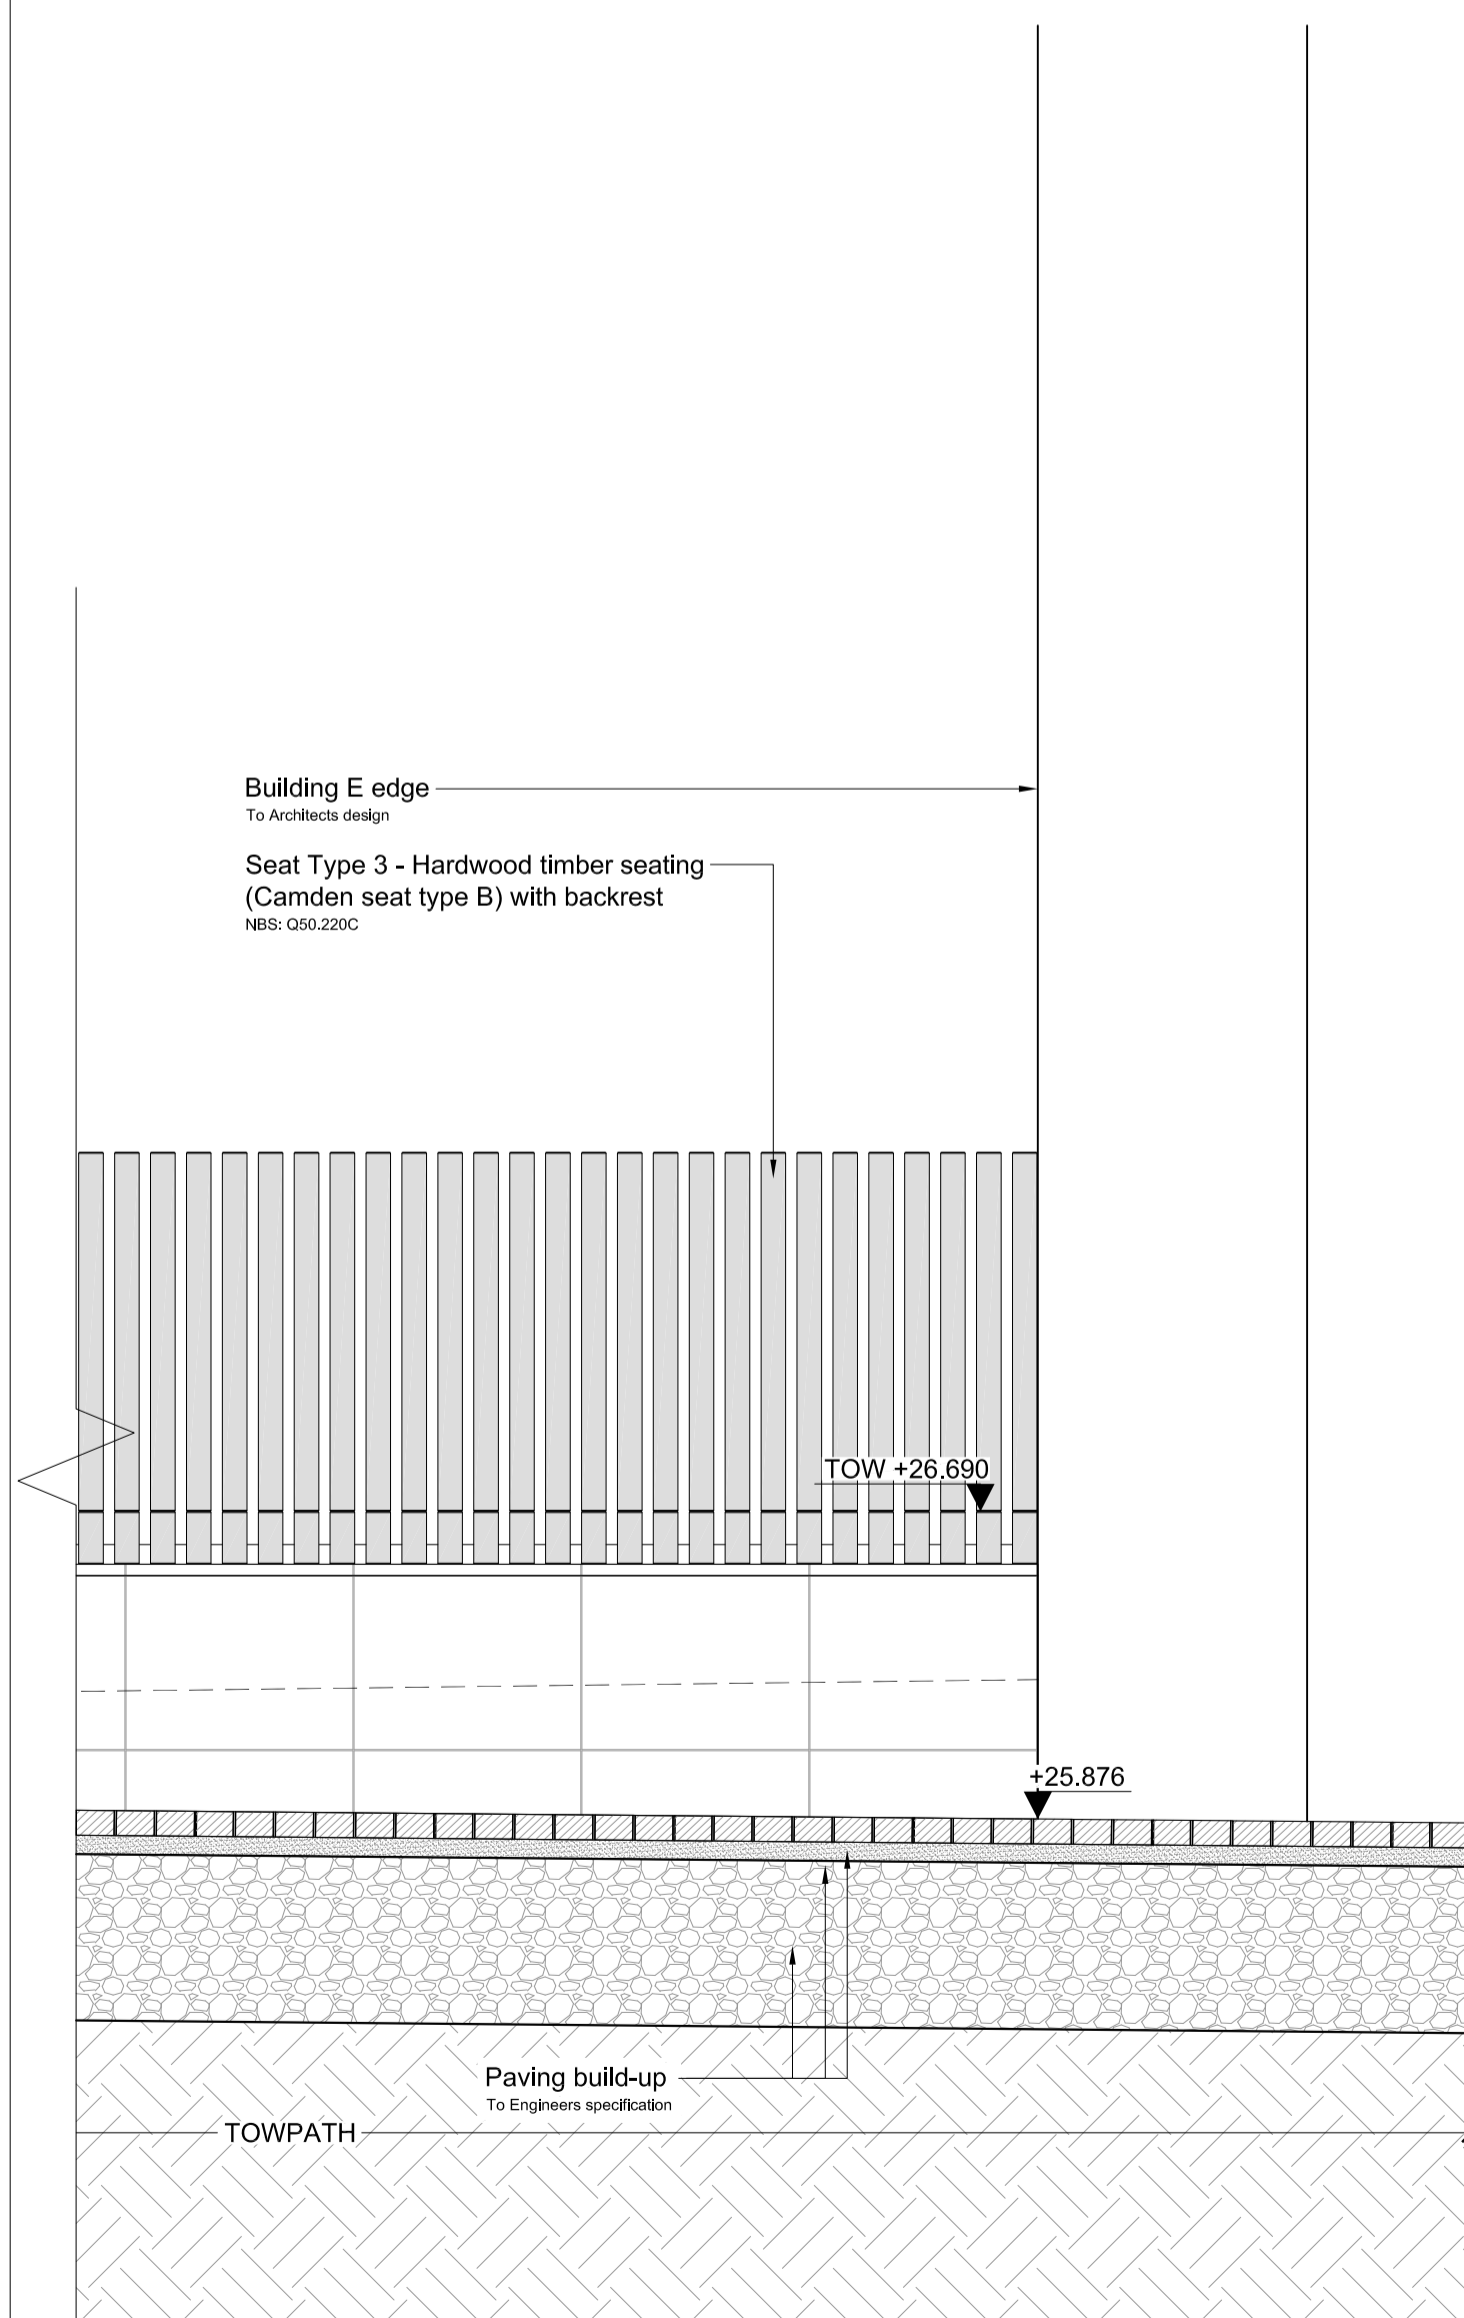 Building E edge
To Architects design
Seat Type 3 - Hardwood timber seating
(Camden seat type B) with backrest
NBS: Q50.220C
TOW +26.690
+25.876
Paving build-up
To Engineers specification
TOWPATH